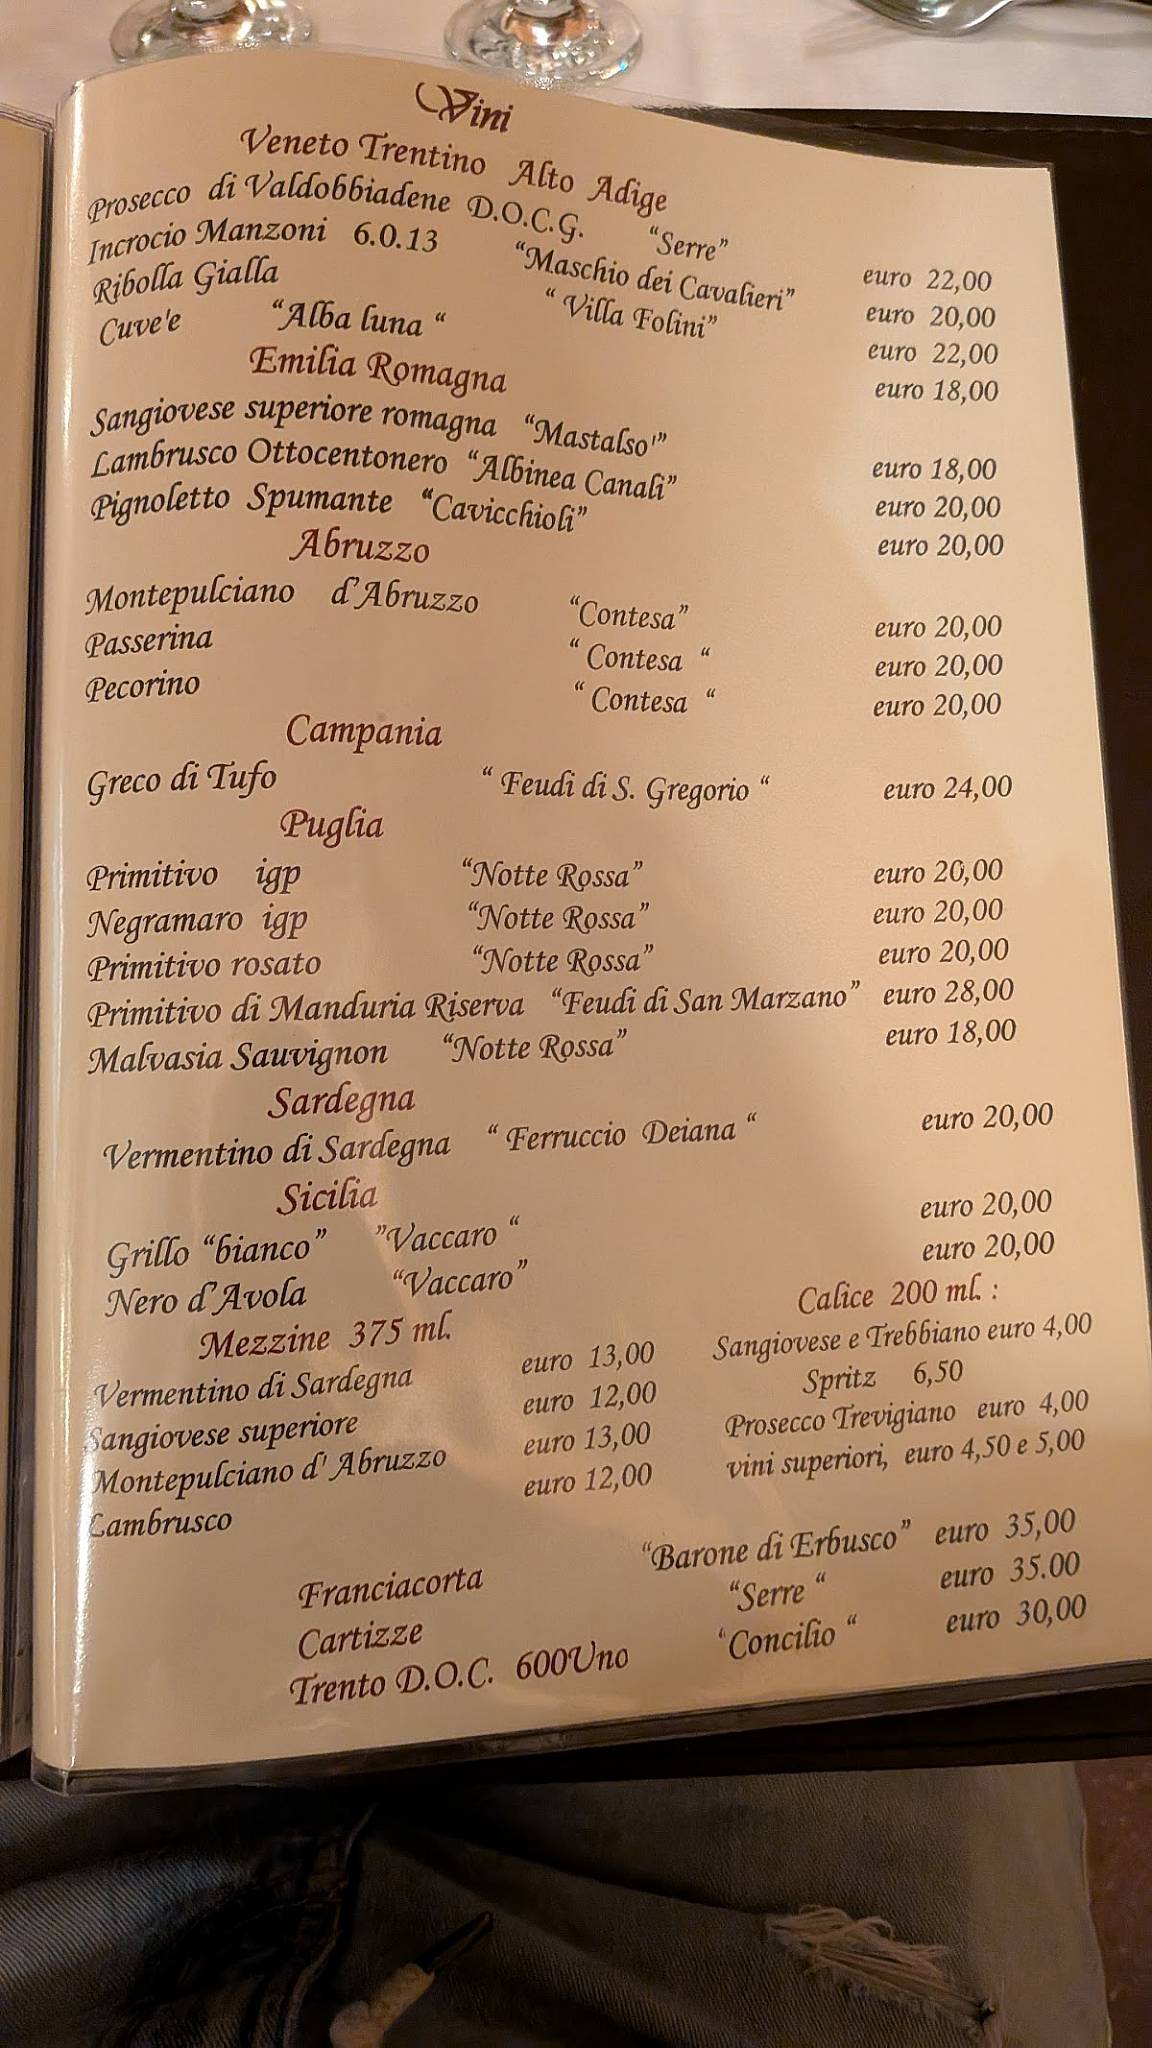 Vini
Veneto Trentino Alto Adige
Prosecco di Valdobbiadene D.O.C.G. “Serre” euro 22,00
Incrocio Manzoni 6.0.13 “Maschio dei Cavalieri” euro 20,00
Ribolla Gialla “ Villa Folini” euro 22,00
Cuve'e “Alba luna “ euro 18,00
Emilia Romagna
Sangiovese superiore romagna “Mastalso'” euro 18,00
Lambrusco Ottocentonero “Albinea Canali” euro 20,00
Pignoletto Spumante “Cavicchioli” euro 20,00
Abruzzo
Montepulciano d’Abruzzo “Contesa” euro 20,00
Passerina “ Contesa “ euro 20,00
Pecorino “ Contesa “ euro 20,00
Campania
Greco di Tufo “ Feudi di S. Gregorio “ euro 24,00
Puglia
Primitivo igp “Notte Rossa” euro 20,00
Negramaro igp “Notte Rossa” euro 20,00
Primitivo rosato “Notte Rossa” euro 20,00
Primitivo di Manduria Riserva “Feudi di San Marzano” euro 28,00
Malvasia Sauvignon “Notte Rossa” euro 18,00
Sardegna
Vermentino di Sardegna “ Ferruccio Deiana “ euro 20,00
Sicilia
Grillo “bianco” ”Vaccaro “ euro 20,00
Nero d’Avola “Vaccaro” euro 20,00
Mezzine 375 ml.
Vermentino di Sardegna euro 13,00
Sangiovese superiore euro 12,00
Montepulciano d' Abruzzo euro 13,00
Lambrusco euro 12,00
Calice 200 ml. :
Sangiovese e Trebbiano euro 4,00
Spritz 6,50
Prosecco Trevigiano euro 4,00
vini superiori, euro 4,50 e 5,00
Franciacorta “Barone di Erbusco” euro 35,00
Cartizze “Serre “ euro 35.00
Trento D.O.C. 600Uno “Concilio “ euro 30,00